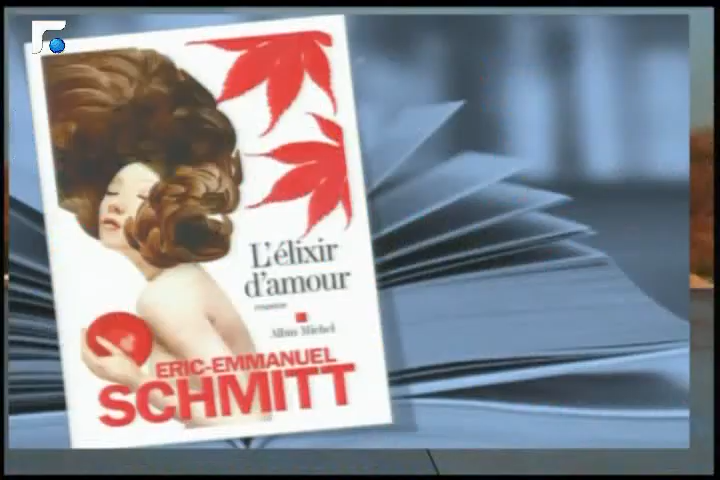 L'élixir
d'amour
roman
Albin Michel
ERIC-EMMANUEL
SCHMITT